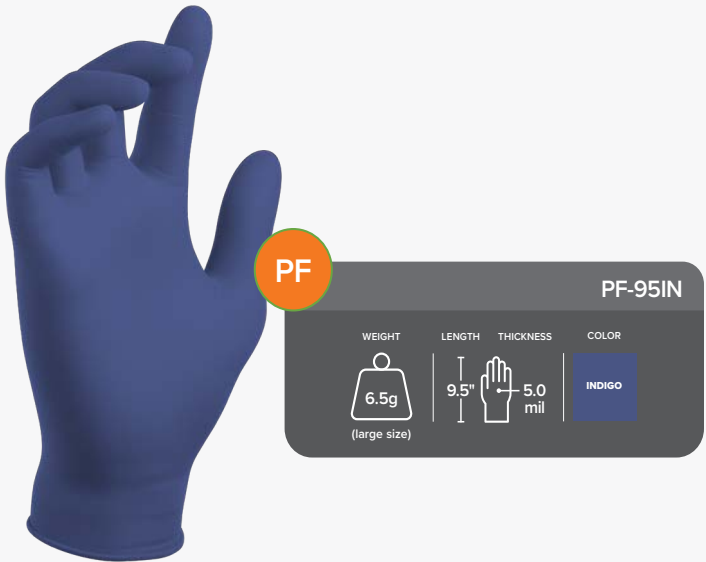 PF
PF-95IN
WEIGHT
LENGTH
THICKNESS
COLOR
6.5g
9.5"
5.0
mil
INDIGO
(large size)